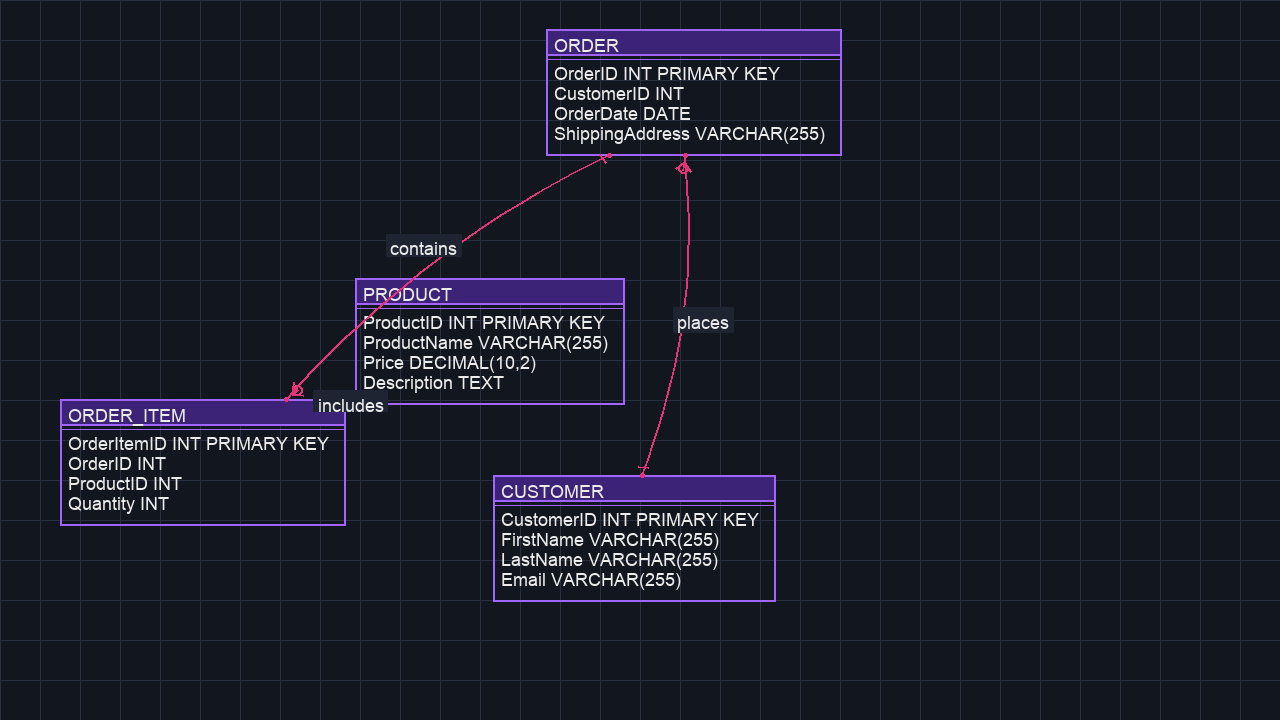 ORDER
OrderID INT PRIMARY KEY
CustomerID INT
OrderDate DATE
ShippingAddress VARCHAR(255)
contains
PRODUCT
ProductID INT PRIMARY KEY
ProductName VARCHAR(255)
Price DECIMAL(10,2)
Description TEXT
places
includes
ORDER_ITEM
OrderItemID INT PRIMARY KEY
OrderID INT
ProductID INT
Quantity INT
CUSTOMER
CustomerID INT PRIMARY KEY
FirstName VARCHAR(255)
LastName VARCHAR(255)
Email VARCHAR(255)